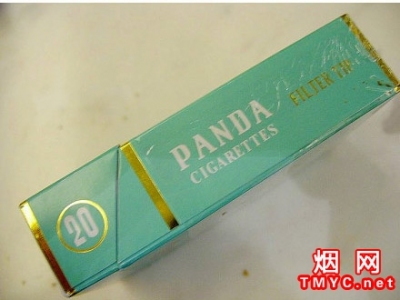 PANDA
CIGARETTES
FILTER TIP
20
烟网
TMYC.net